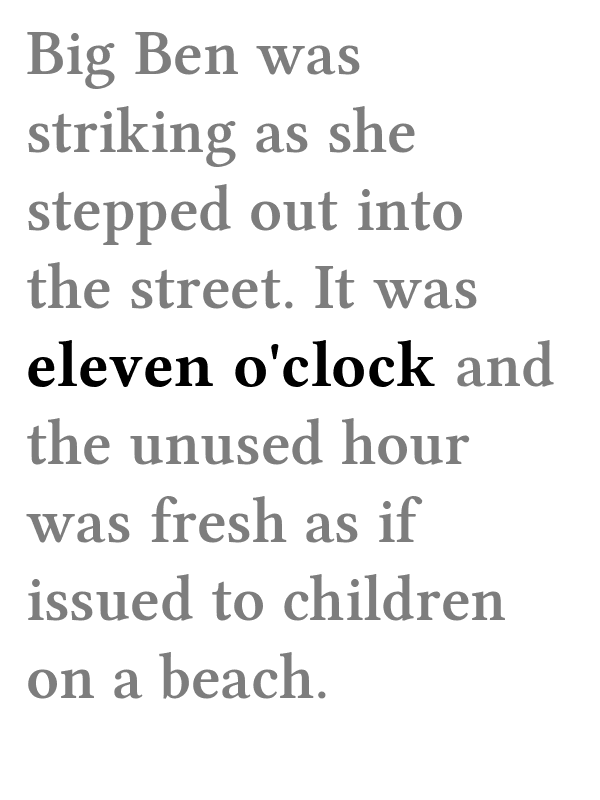 Big Ben was
striking as she
stepped out into
the street. It was
eleven o'clock and
the unused hour
was fresh as if
issued to children
on a beach.